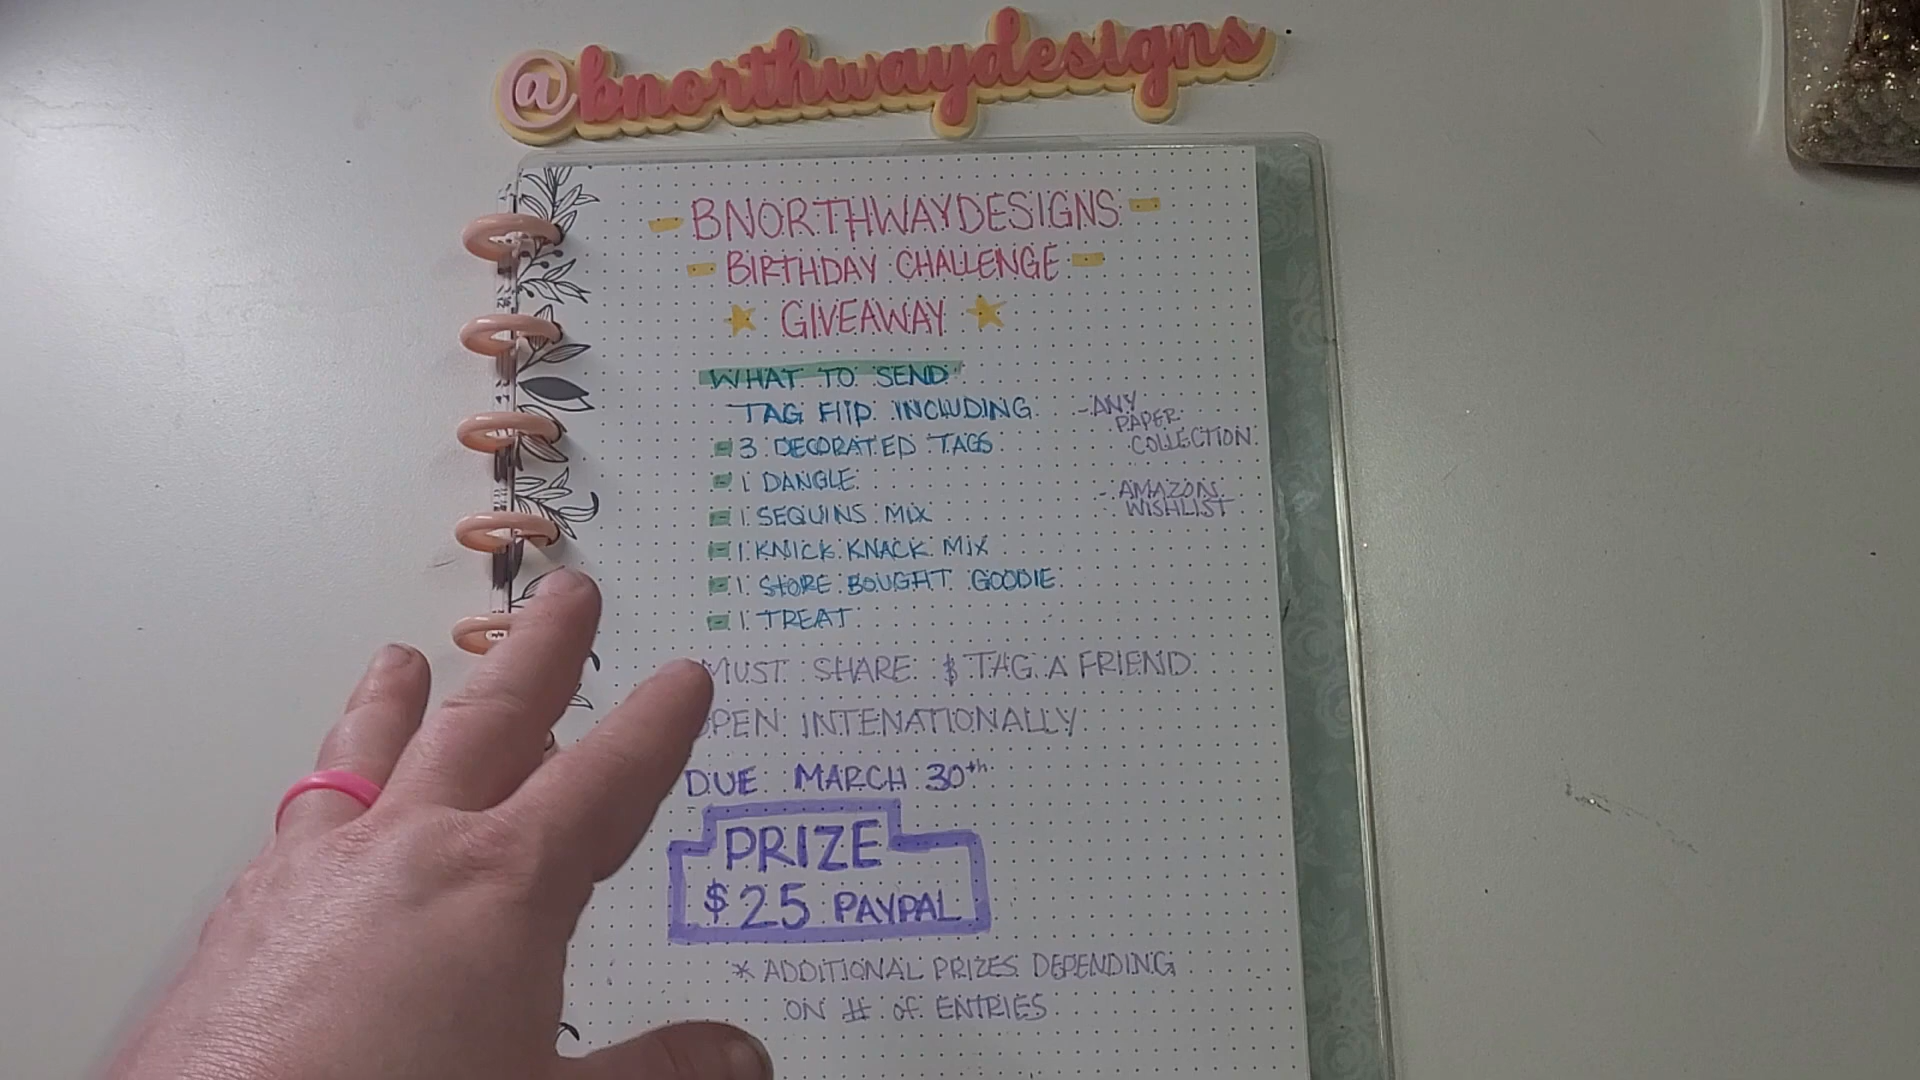 @bnorthwaydesigns
- BNORTHWAYDESIGNS -
- BIRTHDAY CHALLENGE -
GIVEAWAY
WHAT TO SEND
TAG FLIP INCLUDING
- 3 DECORATED TAGS
- 1 DANGLE
- 1 SEQUINS MIX
- 1 KNICK KNACK MIX
- 1 STORE BOUGHT GOODIE
- 1 TREAT
- ANY
PAPER
COLLECTION
- AMAZON
WISHLIST
MUST SHARE & TAG A FRIEND
OPEN INTENATIONALLY
DUE: MARCH 30th
PRIZE
$25 PAYPAL
* ADDITIONAL PRIZES DEPENDING
ON # of ENTRIES